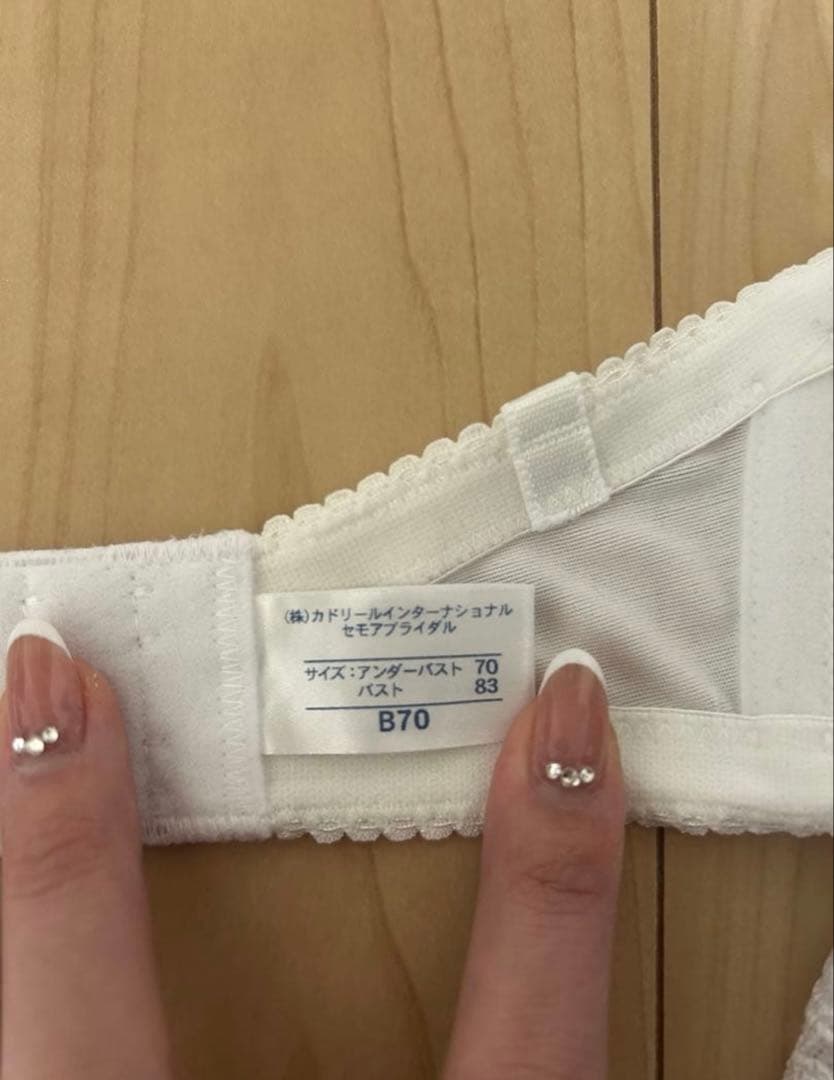 (株)カドリールインターナショナル
セモアブライダル
サイズ:アンダーバスト 70
バスト 83
B70